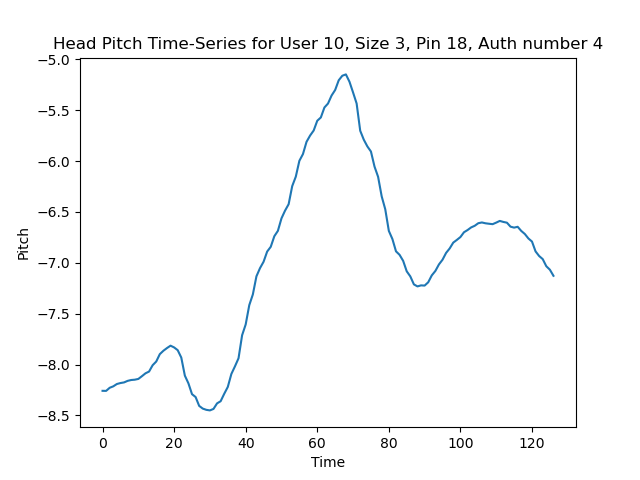 Head Pitch Time-Series for User 10, Size 3, Pin 18, Auth number 4
−5.0
−5.5
−6.0
−6.5
−7.0
−7.5
−8.0
−8.5
Pitch
0 20 40 60 80 100 120
Time